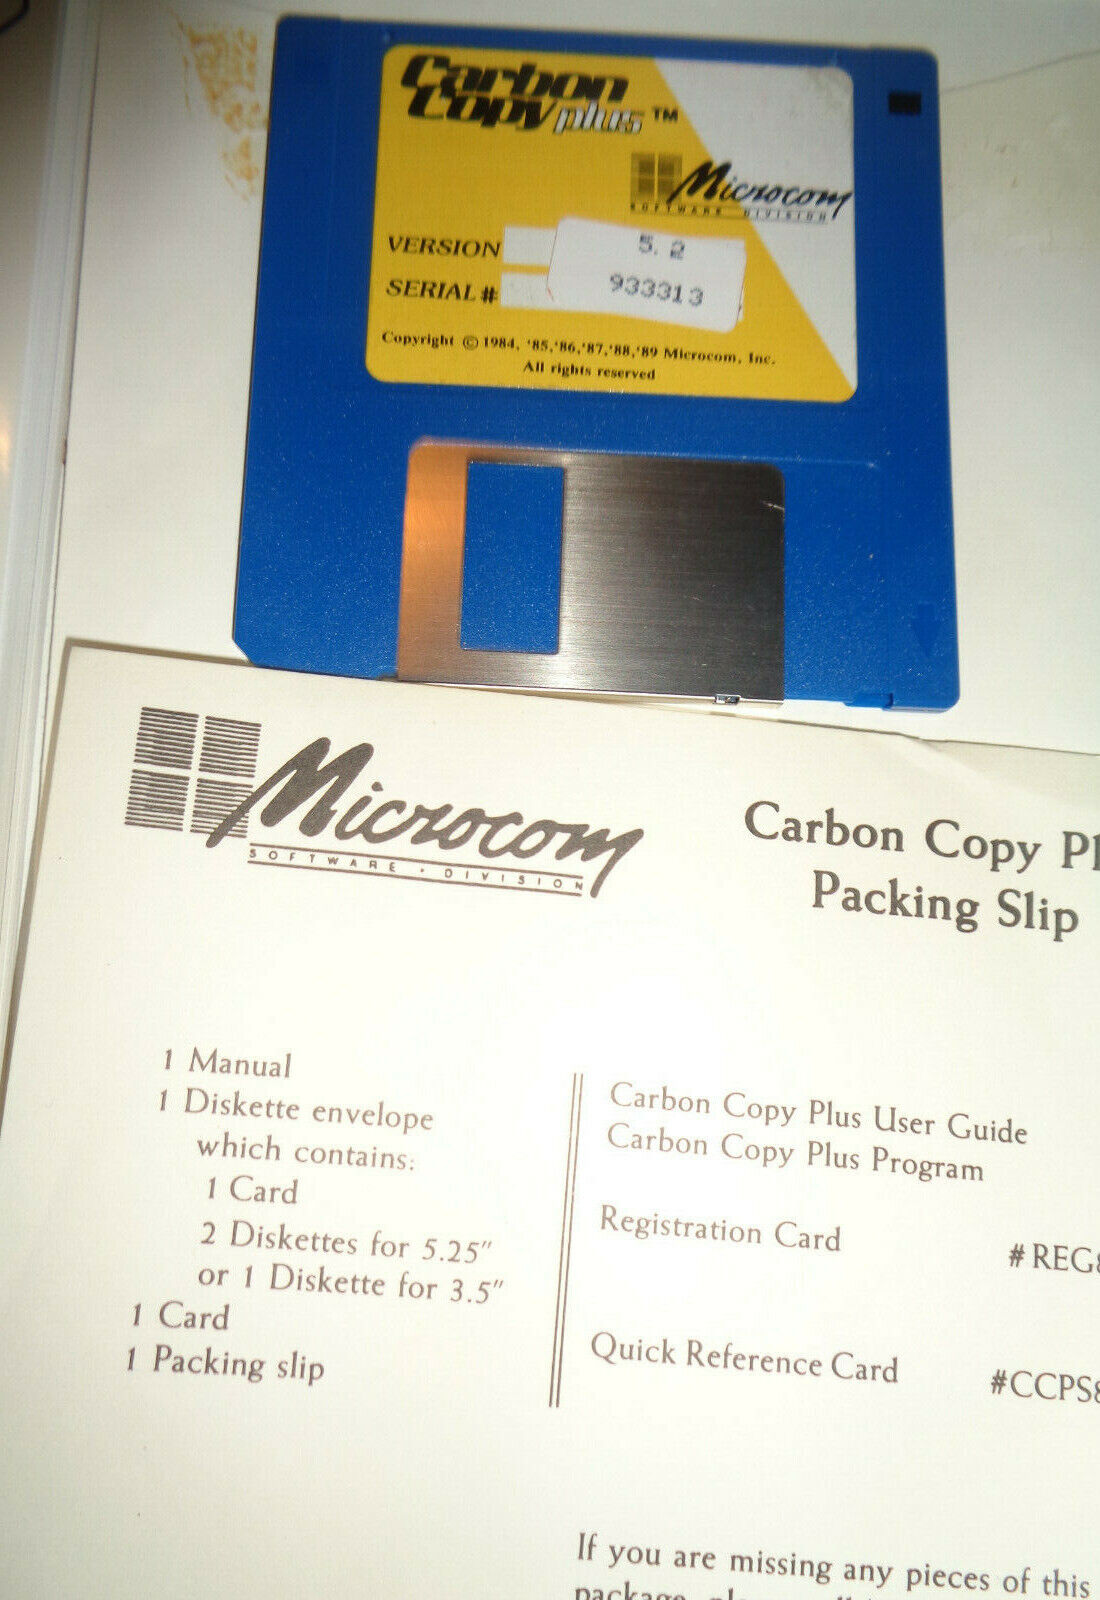 Carbon
Copy plus ™
Microcom
SOFTWARE DIVISION
VERSION 5.2
SERIAL # 933313
Copyright © 1984, '85,'86,'87,'88,'89 Microcom, Inc.
All rights reserved
Microcom
SOFTWARE • DIVISION
Carbon Copy Pl
Packing Slip
1 Manual
1 Diskette envelope
which contains:
1 Card
2 Diskettes for 5.25"
or 1 Diskette for 3.5"
1 Card
1 Packing slip
Carbon Copy Plus User Guide
Carbon Copy Plus Program
Registration Card #REG8
Quick Reference Card #CCPS8
If you are missing any pieces of this
package,